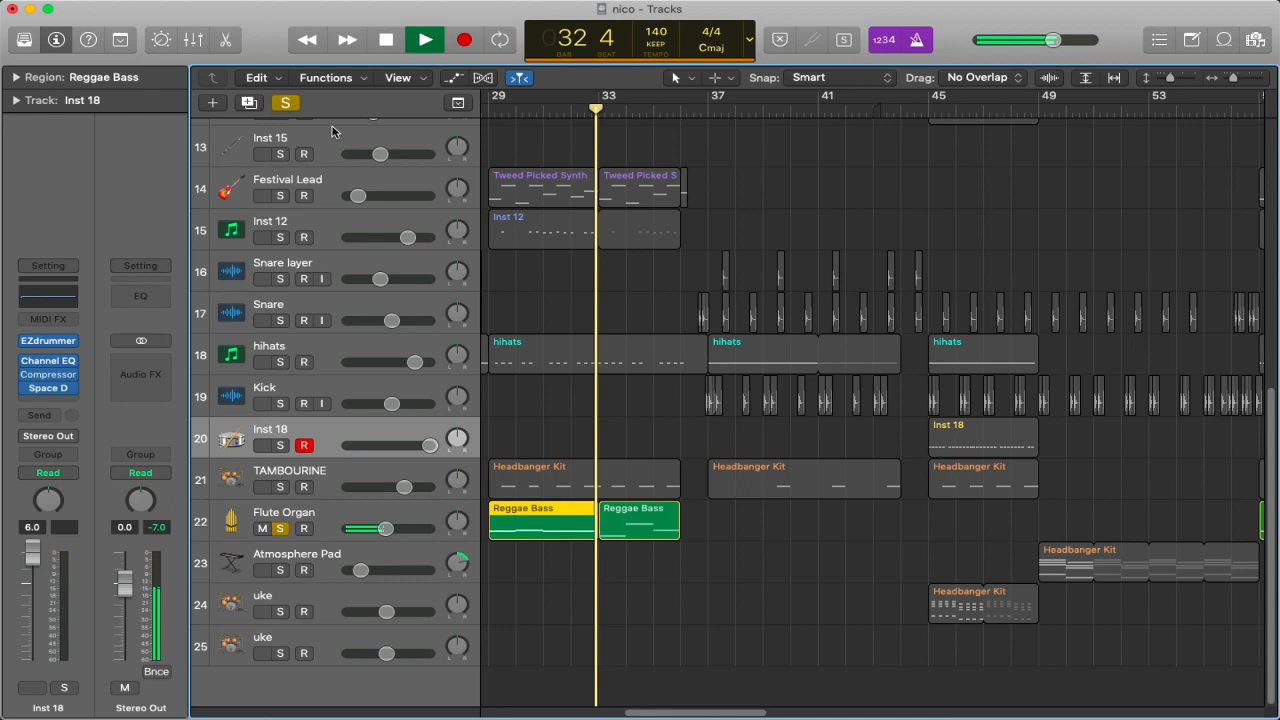 nico - Tracks
32 4
BAR BEAT
140
KEEP
TEMPO
4/4
Cmaj
S
1234
Region: Reggae Bass
Track: Inst 18
Edit
Functions
View
Snap: Smart
Drag: No Overlap
S
29 33 37 41 45 49 53
13 Inst 15
S R
14 Festival Lead
S R
Tweed Picked Synth
Tweed Picked S
15 Inst 12
S R
Inst 12
16 Snare layer
S R I
17 Snare
S R I
18 hihats
S R
hihats
hihats
hihats
19 Kick
S R I
20 Inst 18
S R
Inst 18
21 TAMBOURINE
S R
Headbanger Kit
Headbanger Kit
Headbanger Kit
22 Flute Organ
M S R
Reggae Bass
Reggae Bass
23 Atmosphere Pad
S R
Headbanger Kit
24 uke
S R
Headbanger Kit
25 uke
S R
Setting
Setting
EQ
MIDI FX
EZdrummer
Channel EQ
Compressor
Space D
Audio FX
Send
Stereo Out
Group
Group
Read
Read
6.0
0.0 -7.0
Bnce
S
M
Inst 18
Stereo Out